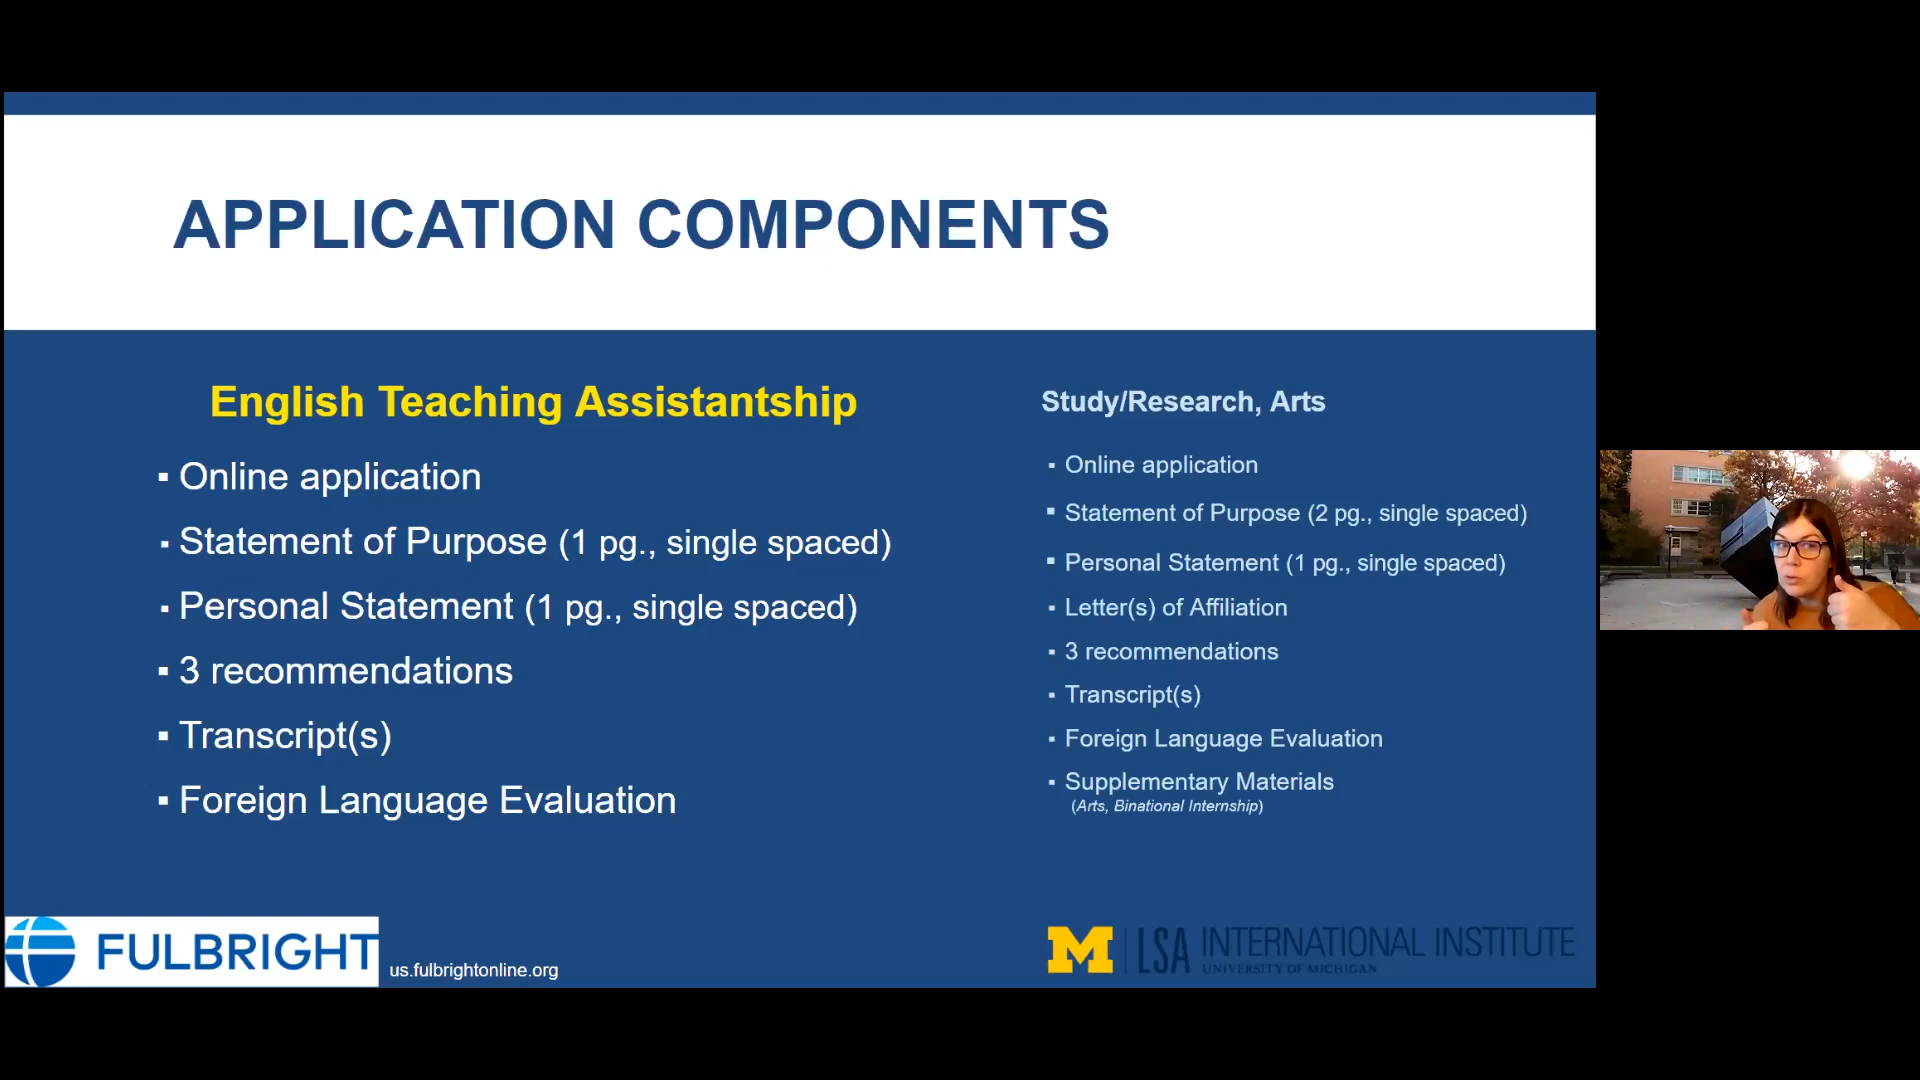 APPLICATION COMPONENTS
English Teaching Assistantship
▪ Online application
▪ Statement of Purpose (1 pg., single spaced)
▪ Personal Statement (1 pg., single spaced)
▪ 3 recommendations
▪ Transcript(s)
▪ Foreign Language Evaluation
Study/Research, Arts
▪ Online application
▪ Statement of Purpose (2 pg., single spaced)
▪ Personal Statement (1 pg., single spaced)
▪ Letter(s) of Affiliation
▪ 3 recommendations
▪ Transcript(s)
▪ Foreign Language Evaluation
▪ Supplementary Materials
(Arts, Binational Internship)
FULBRIGHT
us.fulbrightonline.org
M LSA INTERNATIONAL INSTITUTE
UNIVERSITY OF MICHIGAN